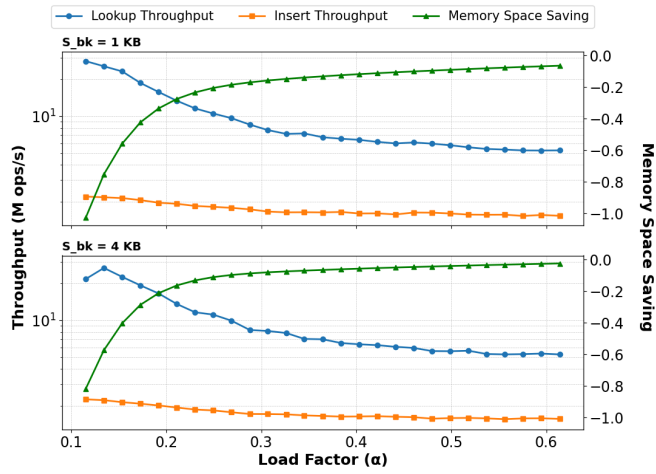 Lookup Throughput Insert Throughput Memory Space Saving
S_bk = 1 KB
0.0
−0.2
−0.4
−0.6
−0.8
−1.0
10¹
S_bk = 4 KB
0.0
−0.2
−0.4
−0.6
−0.8
−1.0
10¹
Throughput (M ops/s)
Memory Space Saving
0.1 0.2 0.3 0.4 0.5 0.6
Load Factor (α)